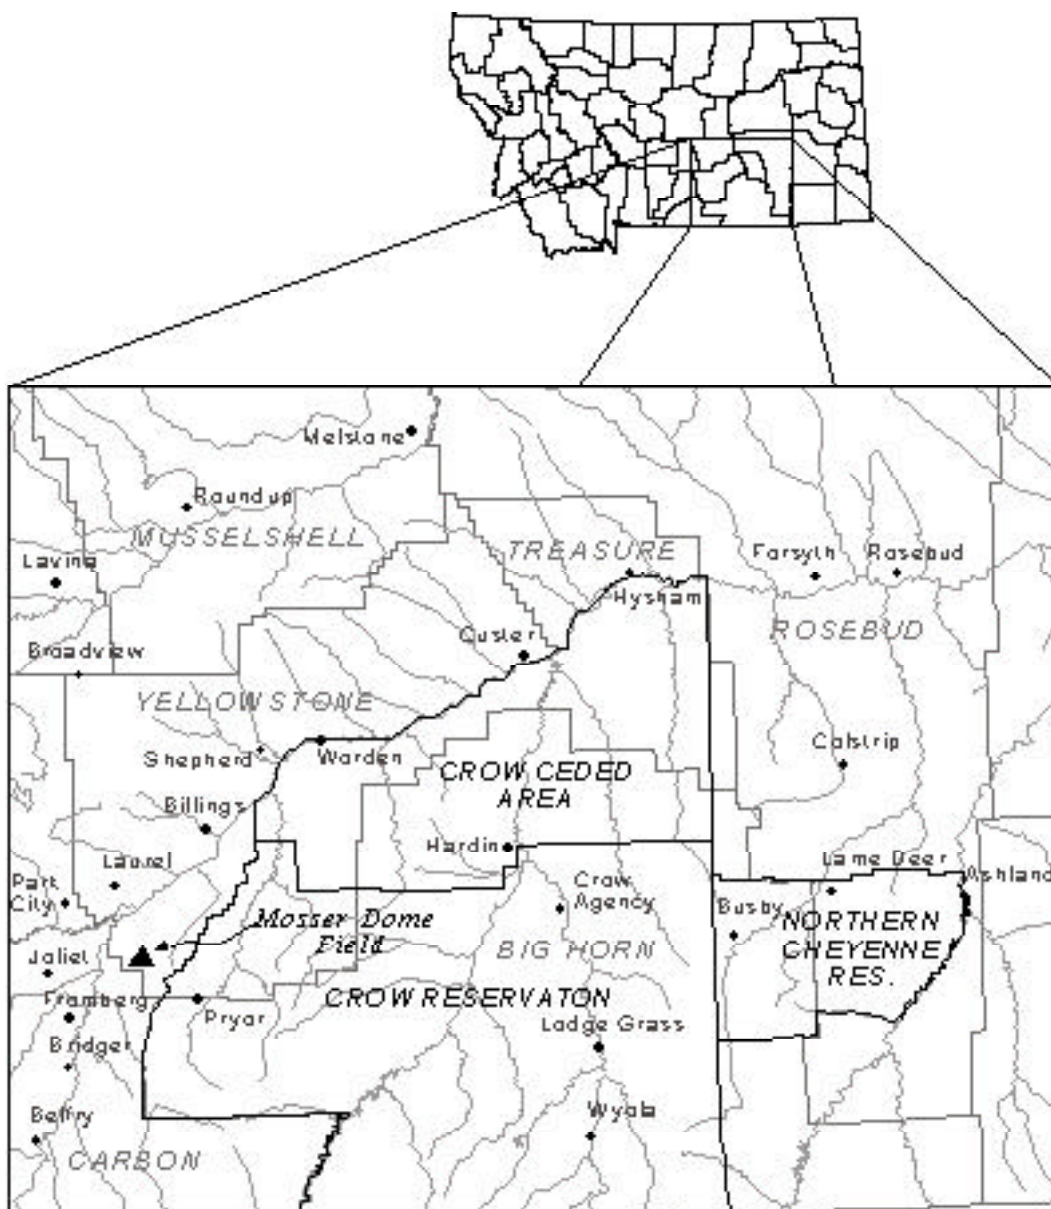 Melstone
Roundup
MUSSELSHELL
TREASURE
Lavina
Forsyth
Rosebud
Hysham
ROSEBUD
Custer
Broadview
YELLOWSTONE
Shepherd
Worden
Colstrip
CROW CEDED
AREA
Billings
Hardin
Laurel
Lame Deer
Ashland
Park
City
Crow
Agency
Busby
Mosser Dome
Field
NORTHERN
CHEYENNE
RES.
BIG HORN
Joliet
CROW RESERVATON
Fromberg
Pryor
Lodge Grass
Bridger
Wyola
Belfry
CARBON